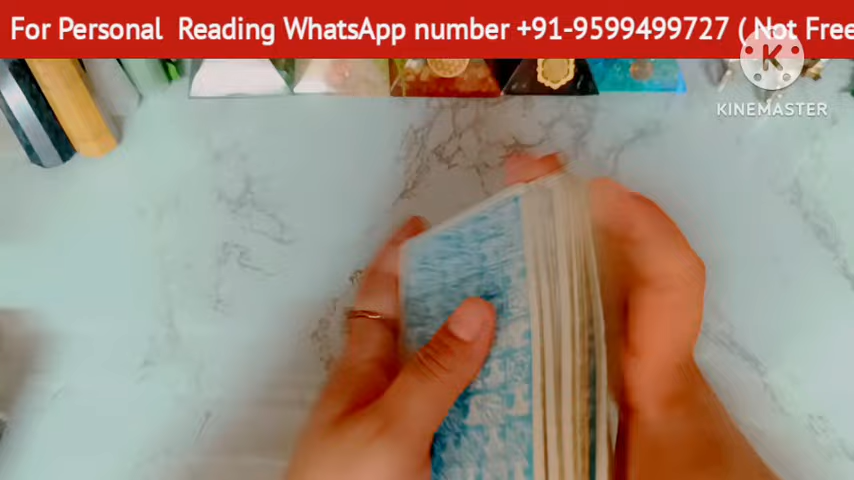 For Personal Reading WhatsApp number +91-9599499727 ( Not Free
K
KINEMASTER